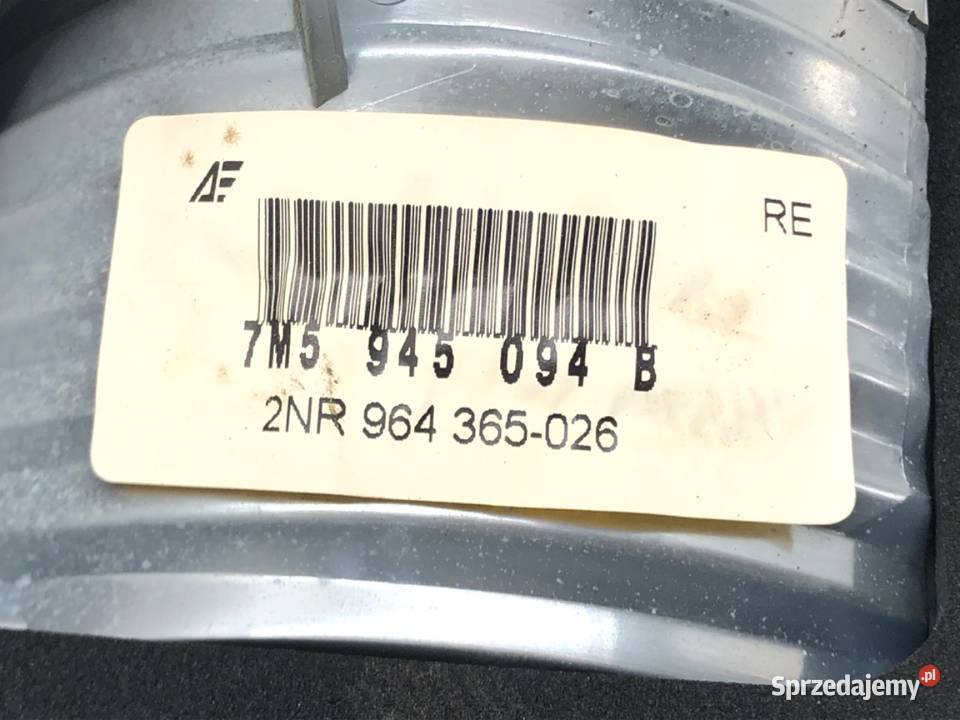 AE
RE
7M5 945 094 B
2NR 964 365-026
Sprzedajemy.pl